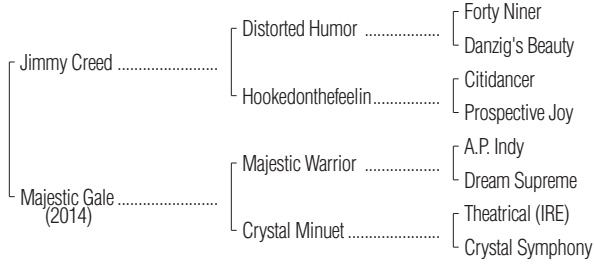 Forty Niner
Distorted Humor ..................
Danzig's Beauty
Jimmy Creed ........................
Citidancer
Hookedonthefeelin................
Prospective Joy
A.P. Indy
Majestic Warrior ..................
Dream Supreme
Majestic Gale ........................
(2014)
Theatrical (IRE)
Crystal Minuet ......................
Crystal Symphony